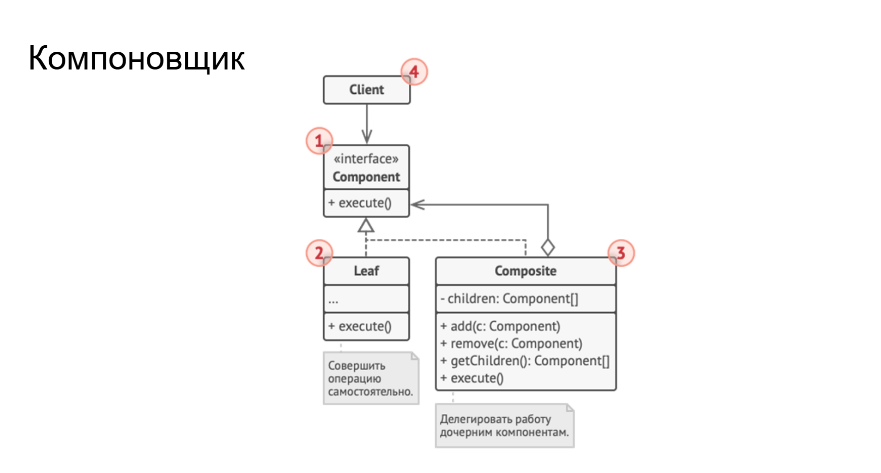 Компоновщик
4
Client
1
«interface»
Component
+ execute()
2
Leaf
...
+ execute()
Совершить
операцию
самостоятельно.
3
Composite
- children: Component[]
+ add(c: Component)
+ remove(c: Component)
+ getChildren(): Component[]
+ execute()
Делегировать работу
дочерним компонентам.